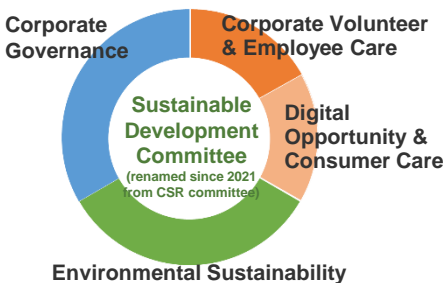 Corporate
Governance
Corporate Volunteer
& Employee Care
Sustainable
Development
Committee
(renamed since 2021
from CSR committee)
Digital
Opportunity &
Consumer Care
Environmental Sustainability